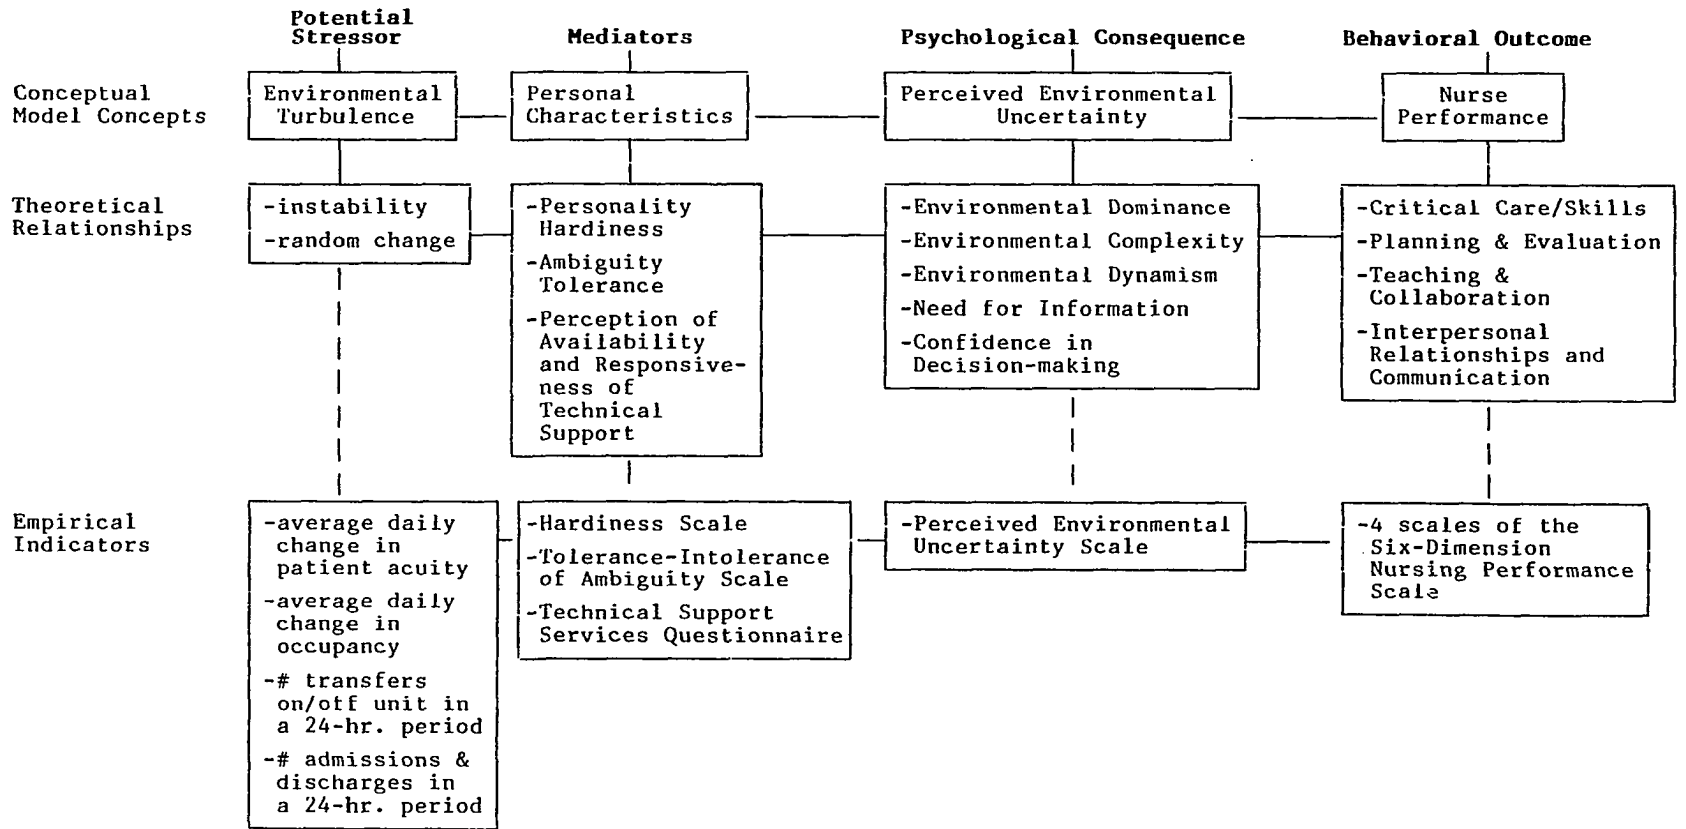 Potential
Stressor
Mediators
Psychological Consequence
Behavioral Outcome
Conceptual
Model Concepts
Environmental
Turbulence
Personal
Characteristics
Perceived Environmental
Uncertainty
Nurse
Performance
Theoretical
Relationships
-instability
-random change
-Personality
Hardiness
-Ambiguity
Tolerance
-Perception of
Availability
and Responsive-
ness of
Technical
Support
-Environmental Dominance
-Environmental Complexity
-Environmental Dynamism
-Need for Information
-Confidence in
Decision-making
-Critical Care/Skills
-Planning & Evaluation
-Teaching &
Collaboration
-Interpersonal
Relationships and
Communication
Empirical
Indicators
-average daily
change in
patient acuity
-average daily
change in
occupancy
-# transfers
on/otf unit in
a 24-hr. period
-# admissions &
discharges in
a 24-hr. period
-Hardiness Scale
-Tolerance-Intolerance
of Ambiguity Scale
-Technical Support
Services Questionnaire
-Perceived Environmental
Uncertainty Scale
-4 scales of the
Six-Dimension
Nursing Performance
Scale